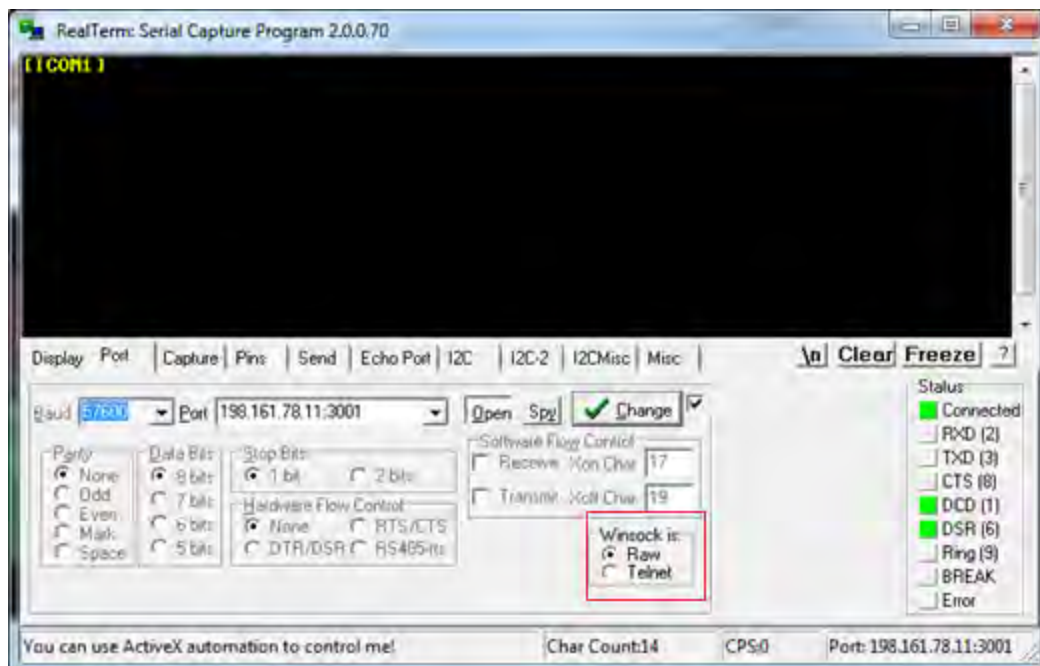 RealTerm: Serial Capture Program 2.0.0.70
[ICOM1]
Display Port Capture Pins Send Echo Port I2C I2C-2 I2CMisc Misc \n Clear Freeze ?
Status
Baud 57600 Port 198.161.78.11:3001 Open Spy Change
Connected
RXD (2)
TXD (3)
CTS (8)
DCD (1)
DSR (6)
Ring (9)
BREAK
Error
Parity
None
Odd
Even
Mark
Space
Data Bits
8 bits
7 bits
6 bits
5 bits
Stop Bits
1 bit 2 bits
Hardware Flow Control
None RTS/CTS
DTR/DSR RS485-rts
Software Flow Control
Receive Xon Char 17
Transmit Xoff Char 19
Winsock is:
Raw
Telnet
You can use ActiveX automation to control me! Char Count:14 CPS:0 Port: 198.161.78.11:3001